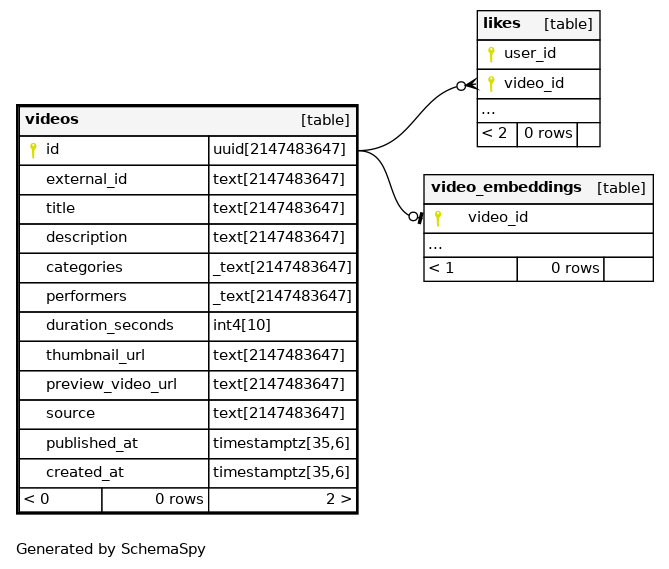 likes [table]
user_id
video_id
...
< 2 0 rows
videos [table]
id uuid[2147483647]
external_id text[2147483647]
title text[2147483647]
description text[2147483647]
categories _text[2147483647]
performers _text[2147483647]
duration_seconds int4[10]
thumbnail_url text[2147483647]
preview_video_url text[2147483647]
source text[2147483647]
published_at timestamptz[35,6]
created_at timestamptz[35,6]
< 0 0 rows 2 >
video_embeddings [table]
video_id
...
< 1 0 rows
Generated by SchemaSpy